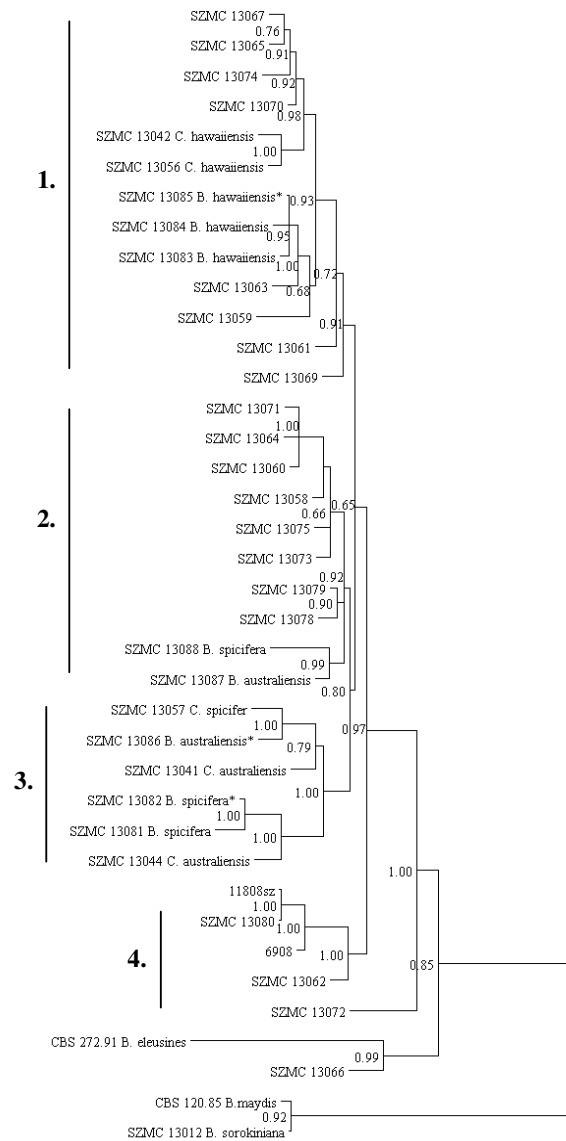 SZMC 13067
0.76
SZMC 13065
0.91
SZMC 13074
0.92
SZMC 13070
0.98
SZMC 13042 C. hawaiiensis
1.00
SZMC 13056 C. hawaiiensis
1.
SZMC 13085 B. hawaiiensis*
0.93
SZMC 13084 B. hawaiiensis
0.95
SZMC 13083 B. hawaiiensis
1.00
0.72
SZMC 13063
0.68
SZMC 13059
0.91
SZMC 13061
SZMC 13069
SZMC 13071
1.00
SZMC 13064
SZMC 13060
SZMC 13058
0.65
0.66
2.
SZMC 13075
SZMC 13073
0.92
SZMC 13079
0.90
SZMC 13078
SZMC 13088 B. spicifera
0.99
SZMC 13087 B. australiensis
0.80
SZMC 13057 C. spicifer
1.00
0.97
SZMC 13086 B. australiensis*
0.79
SZMC 13041 C. australiensis
3.
1.00
SZMC 13082 B. spicifera*
1.00
SZMC 13081 B. spicifera
1.00
SZMC 13044 C. australiensis
1.00
11808sz
1.00
SZMC 13080
1.00
6908
1.00
4.
0.85
SZMC 13062
SZMC 13072
CBS 272.91 B. eleusines
0.99
SZMC 13066
CBS 120.85 B.maydis
0.92
SZMC 13012 B. sorokiniana